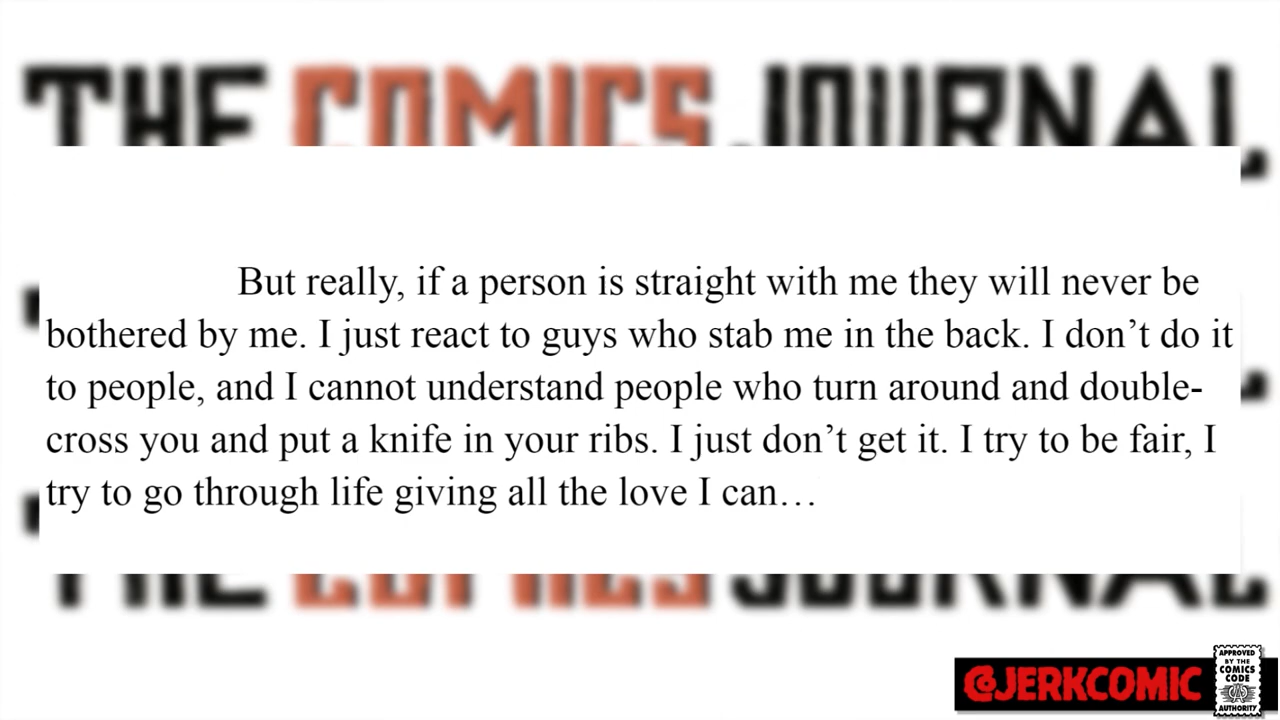 THE COMICS JOURNAL
But really, if a person is straight with me they will never be
bothered by me. I just react to guys who stab me in the back. I don’t do it
to people, and I cannot understand people who turn around and double-
cross you and put a knife in your ribs. I just don’t get it. I try to be fair, I
try to go through life giving all the love I can…
THE COMICS JOURNAL
@JERKCOMIC
APPROVED
BY THE
COMICS
CODE
AUTHORITY